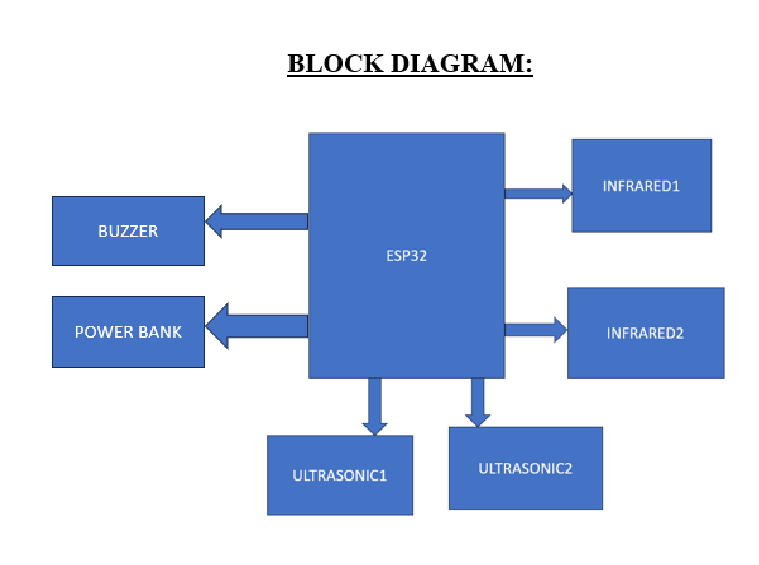 BLOCK DIAGRAM:
INFRARED1
BUZZER
ESP32
POWER BANK
INFRARED2
ULTRASONIC1
ULTRASONIC2